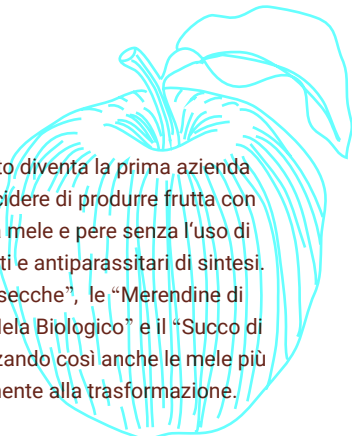 to diventa la prima azienda
cidere di produrre frutta con
a mele e pere senza l‘uso di
ti e antiparassitari di sintesi.
secche”, le “Merendine di
Mela Biologico” e il “Succo di
zando così anche le mele più
mente alla trasformazione.